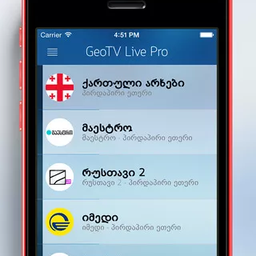 Carrier 4:51 PM
GeoTV Live Pro
ქართული არხები
პირდაპირი ეთერი
მაესტრო
მაესტრო - პირდაპირი ეთერი
რუსთავი 2
რუსთავი 2 - პირდაპირი ეთერი
იმედი
იმედი - პირდაპირი ეთერი